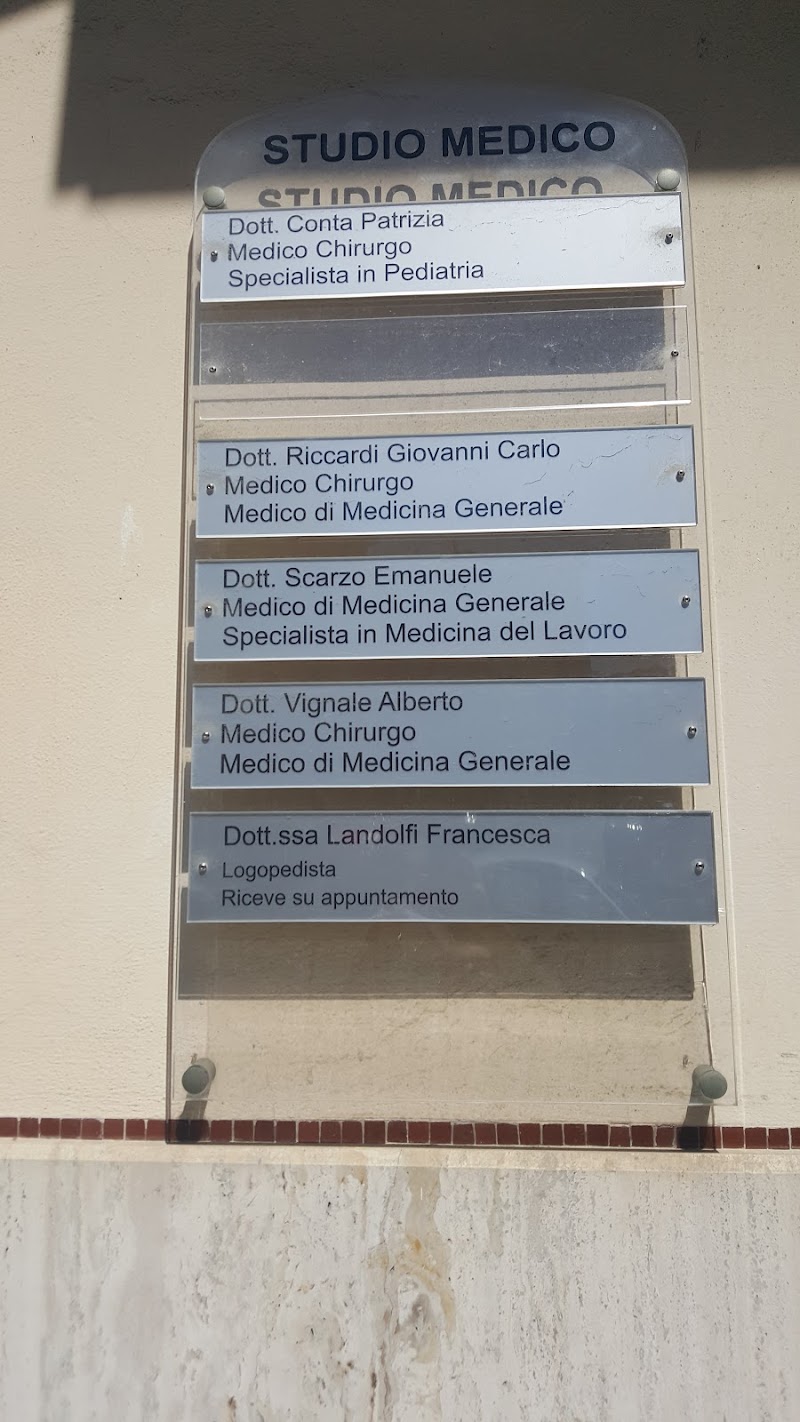 STUDIO MEDICO
Dott. Conta Patrizia
Medico Chirurgo
Specialista in Pediatria
Dott. Riccardi Giovanni Carlo
Medico Chirurgo
Medico di Medicina Generale
Dott. Scarzo Emanuele
Medico di Medicina Generale
Specialista in Medicina del Lavoro
Dott. Vignale Alberto
Medico Chirurgo
Medico di Medicina Generale
Dott.ssa Landolfi Francesca
Logopedista
Riceve su appuntamento